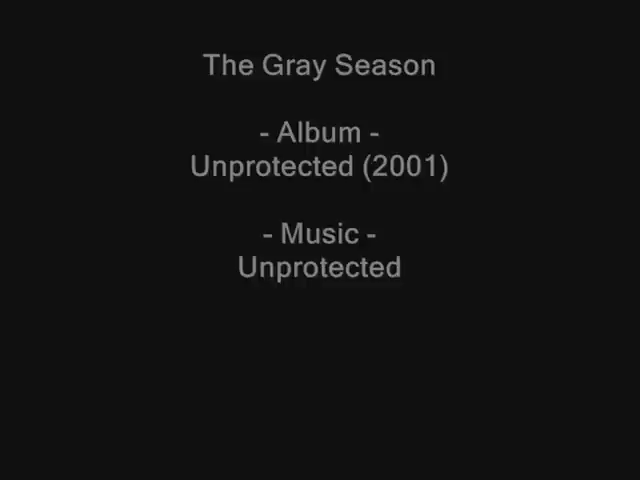 The Gray Season
- Album -
Unprotected (2001)
- Music -
Unprotected